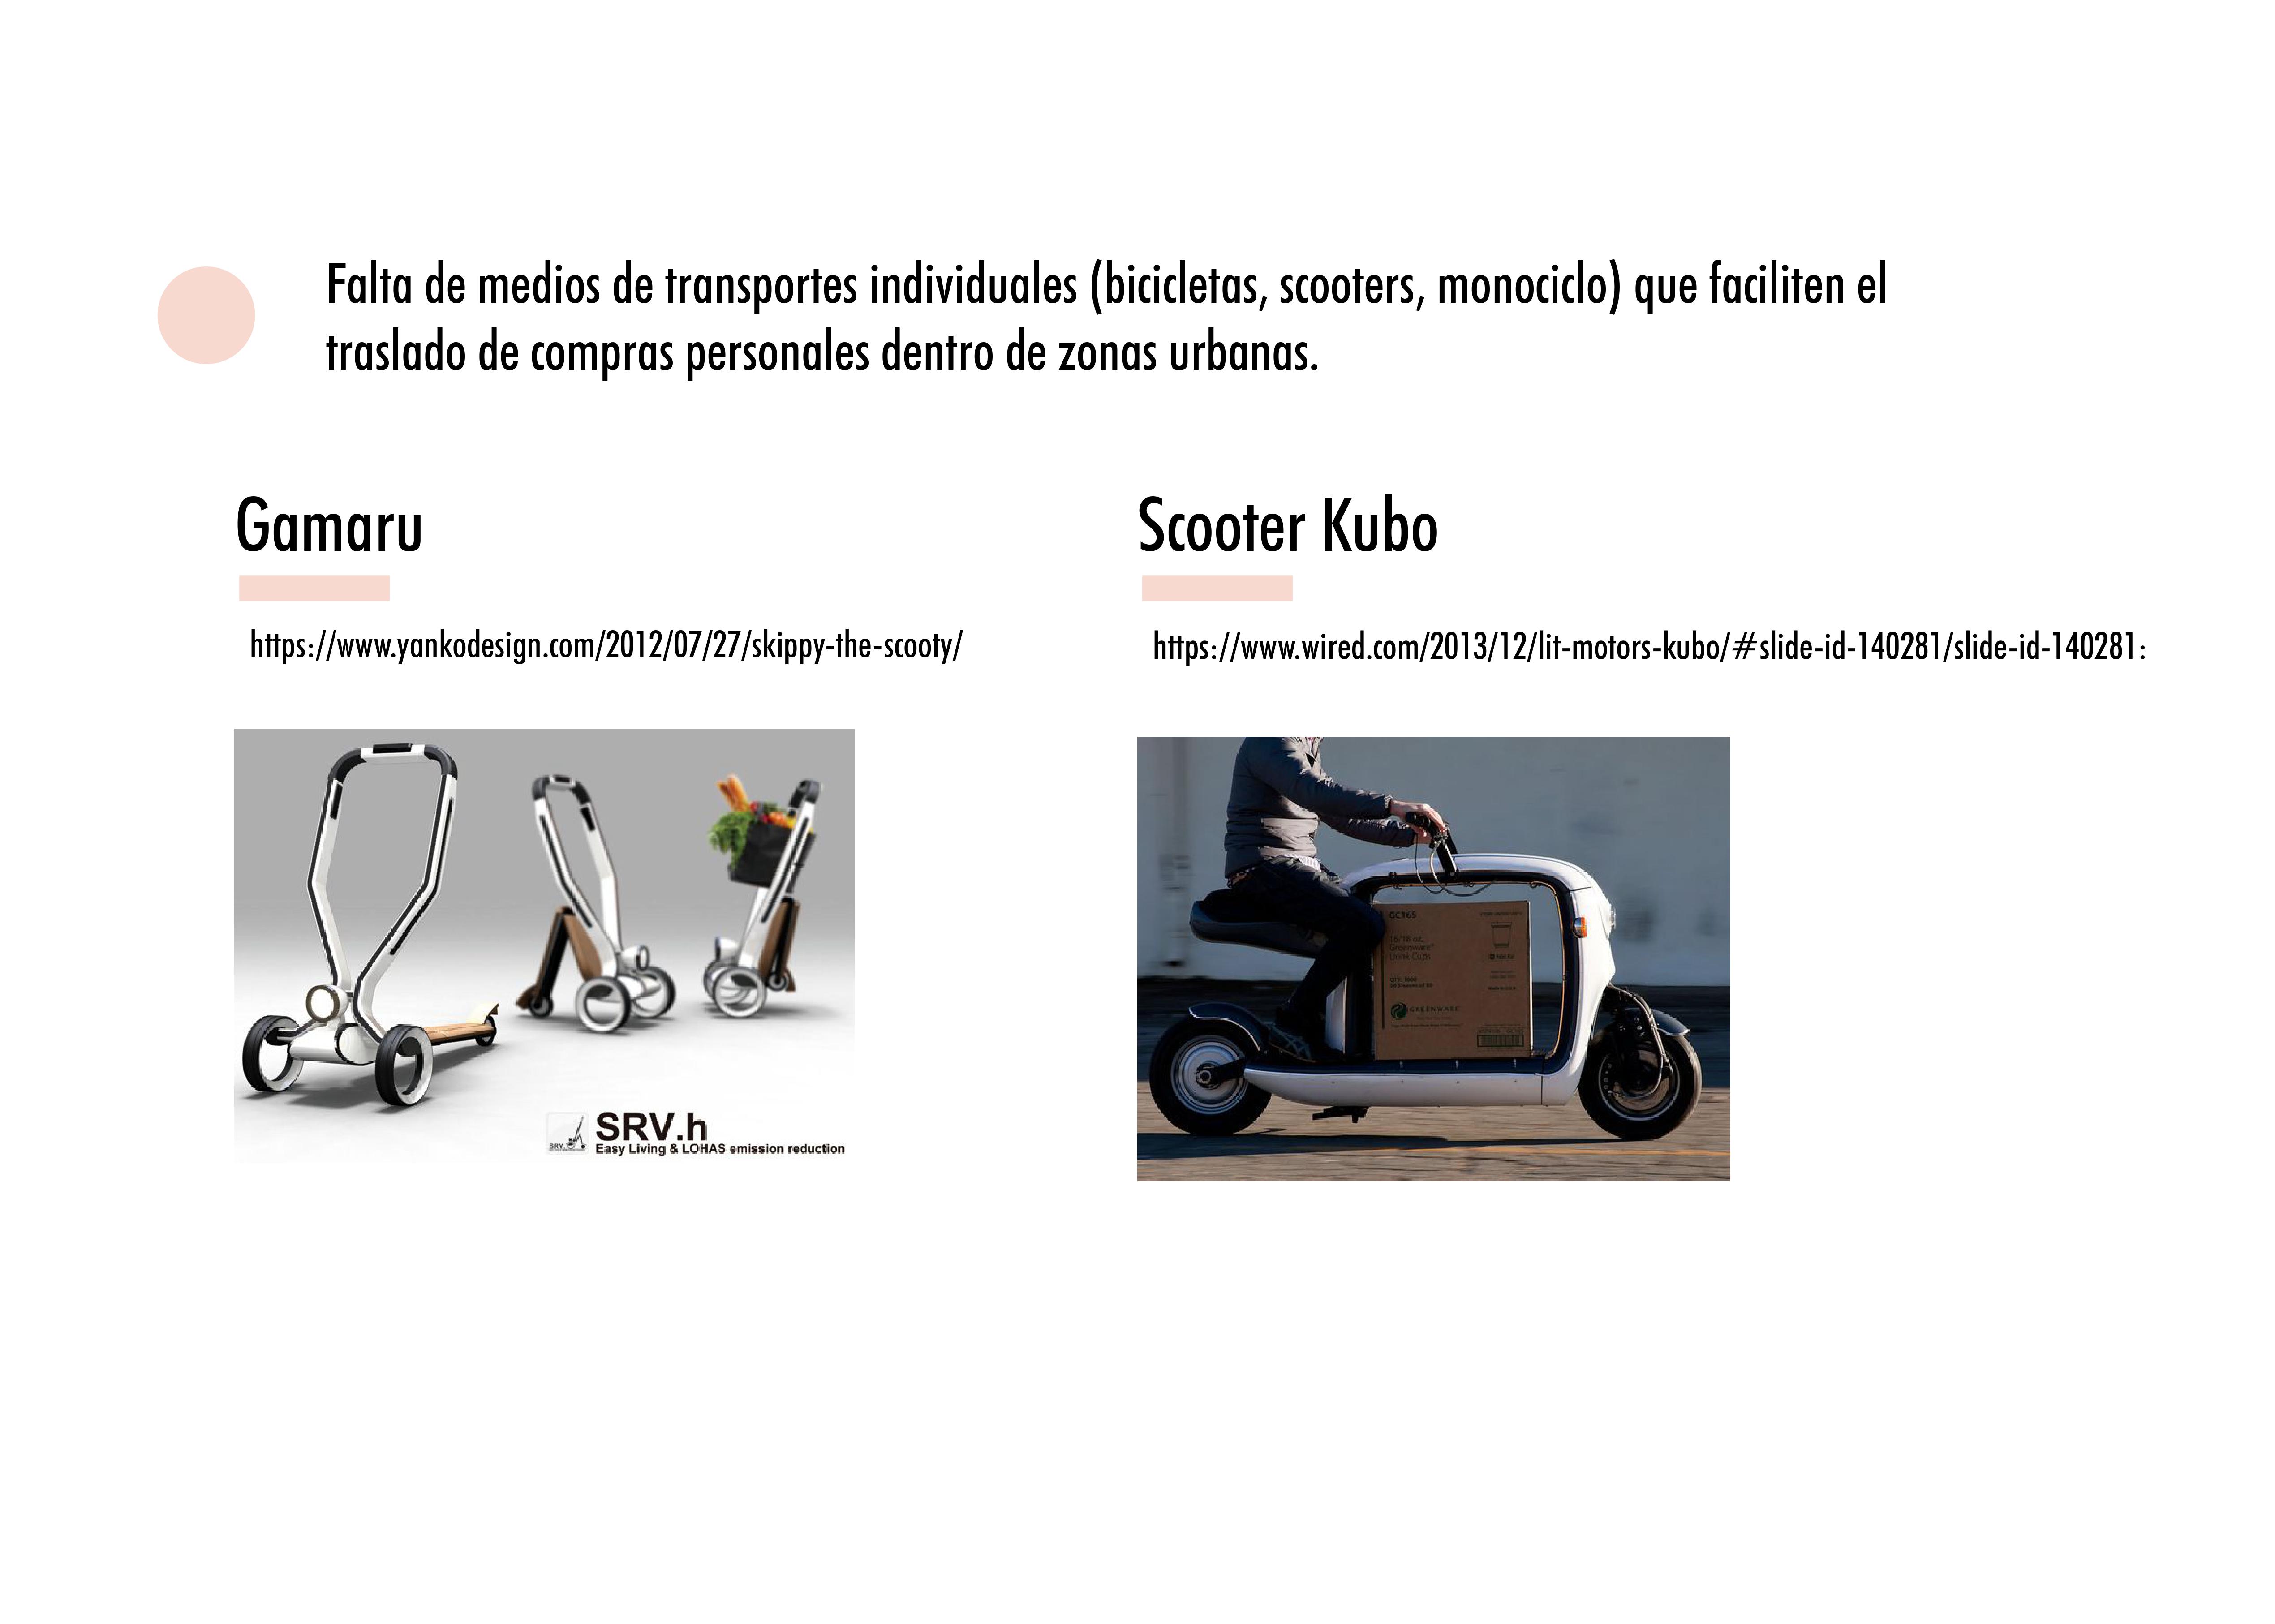 Falta de medios de transportes individuales (bicicletas, scooters, monociclo) que faciliten el
traslado de compras personales dentro de zonas urbanas.
Gamaru
https://www.yankodesign.com/2012/07/27/skippy-the-scooty/
SRV.h
Easy Living & LOHAS emission reduction
Scooter Kubo
https://www.wired.com/2013/12/lit-motors-kubo/#slide-id-140281/slide-id-140281:
GC16S
16/18 oz.
Greenware®
Drink Cups
GREENWARE